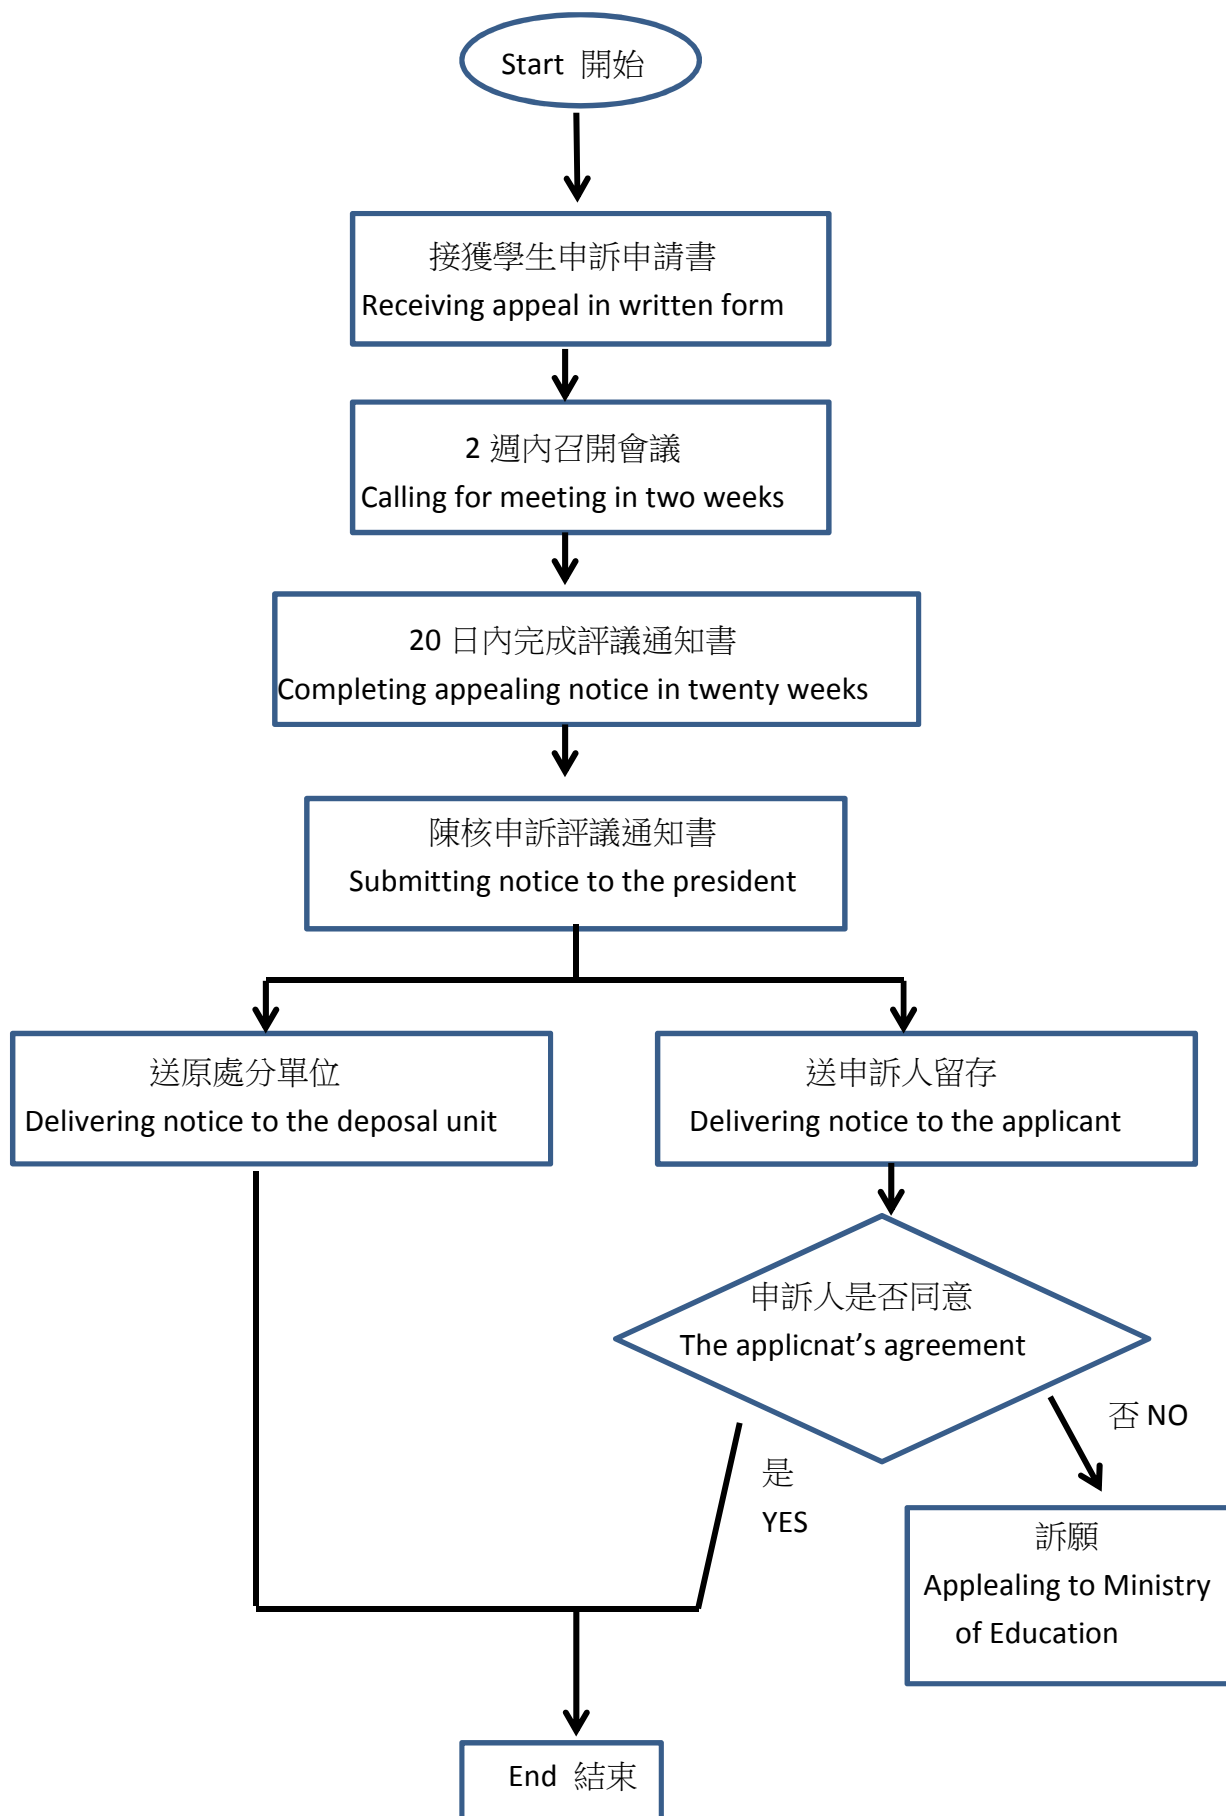 Start 開始
接獲學生申訴申請書
Receiving appeal in written form
2 週內召開會議
Calling for meeting in two weeks
20 日內完成評議通知書
Completing appealing notice in twenty weeks
陳核申訴評議通知書
Submitting notice to the president
送原處分單位
Delivering notice to the deposal unit
送申訴人留存
Delivering notice to the applicant
申訴人是否同意
The applicnat’s agreement
否 NO
是
YES
訴願
Applealing to Ministry
of Education
End 結束